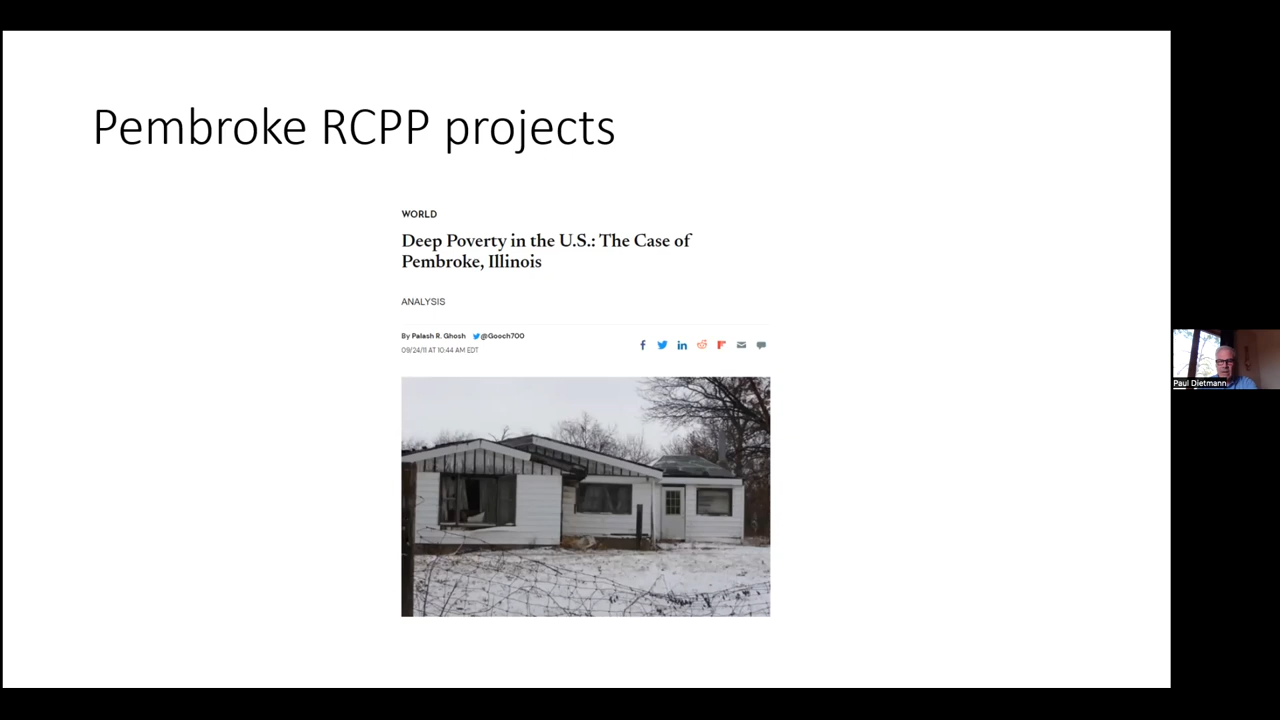 Pembroke RCPP projects
WORLD
Deep Poverty in the U.S.: The Case of
Pembroke, Illinois
ANALYSIS
By Palash R. Ghosh @Gooch700
09/24/11 AT 10:44 AM EDT
Paul Dietmann